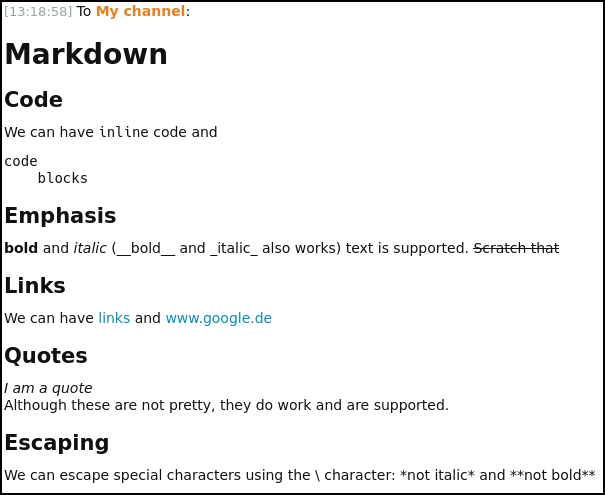 [13:18:58] To My channel:
Markdown
Code
We can have inline code and
code
    blocks
Emphasis
bold and italic (__bold__ and _italic_ also works) text is supported. Scratch that
Links
We can have links and www.google.de
Quotes
I am a quote
Although these are not pretty, they do work and are supported.
Escaping
We can escape special characters using the \ character: *not italic* and **not bold**